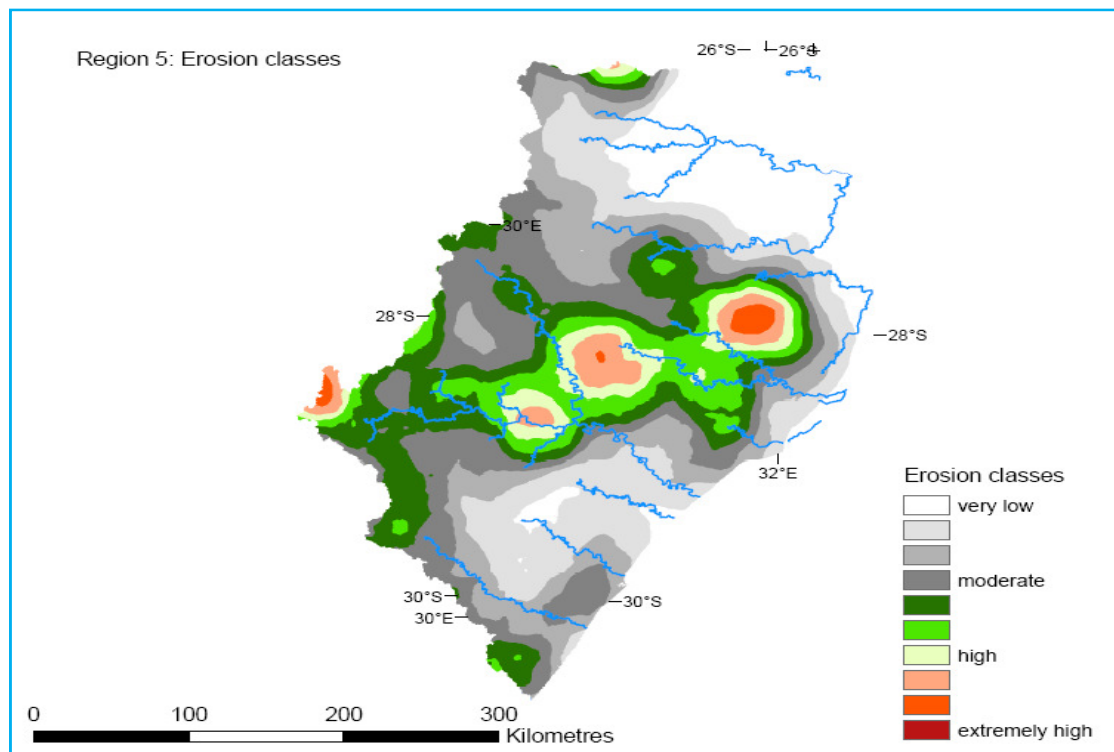 Region 5: Erosion classes
26°S
26°S
30°E
28°S
28°S
32°E
30°S
30°E
30°S
Erosion classes
very low
moderate
high
extremely high
0 100 200 300
Kilometres